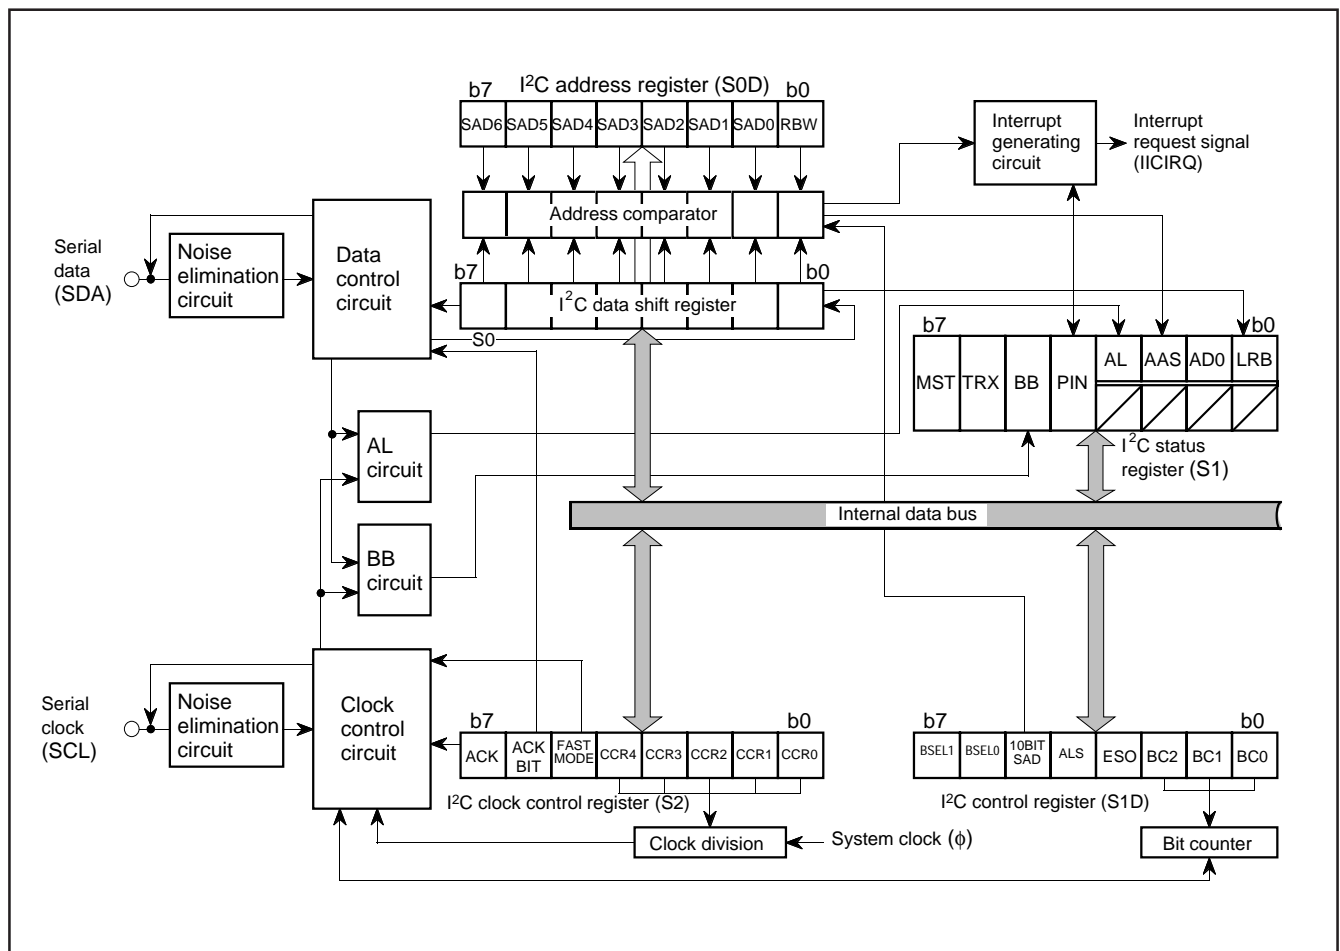 I²C address register (S0D)
b7
b0
SAD6 SAD5 SAD4 SAD3 SAD2 SAD1 SAD0 RBW
Interrupt
generating
circuit
Interrupt
request signal
(IICIRQ)
Address comparator
Serial
data
(SDA)
Noise
elimination
circuit
Data
control
circuit
b7
b0
I²C data shift register
S0
b7
b0
MST TRX BB PIN AL AAS AD0 LRB
I²C status
register (S1)
AL
circuit
Internal data bus
BB
circuit
Serial
clock
(SCL)
Noise
elimination
circuit
Clock
control
circuit
b7
b0
ACK
ACK
BIT
FAST
MODE
CCR4 CCR3 CCR2 CCR1 CCR0
I²C clock control register (S2)
Clock division
System clock (ϕ)
b7
b0
BSEL1 BSEL0
10BIT
SAD
ALS ESO BC2 BC1 BC0
I²C control register (S1D)
Bit counter